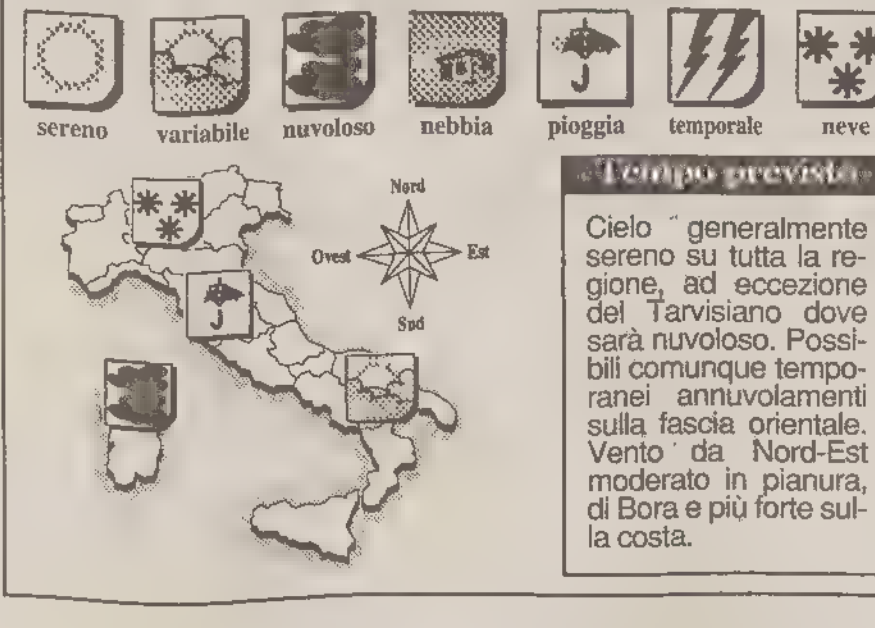 sereno variabile nuvoloso nebbia pioggia temporale neve
Nord
Ovest Est
Sud
Tempo previsto
Cielo generalmente
sereno su tutta la re-
gione, ad eccezione
del Tarvisiano dove
sarà nuvoloso. Possi-
bili comunque tempo-
ranei annuvolamenti
sulla fascia orientale.
Vento da Nord-Est
moderato in pianura,
di Bora e più forte sul-
la costa.